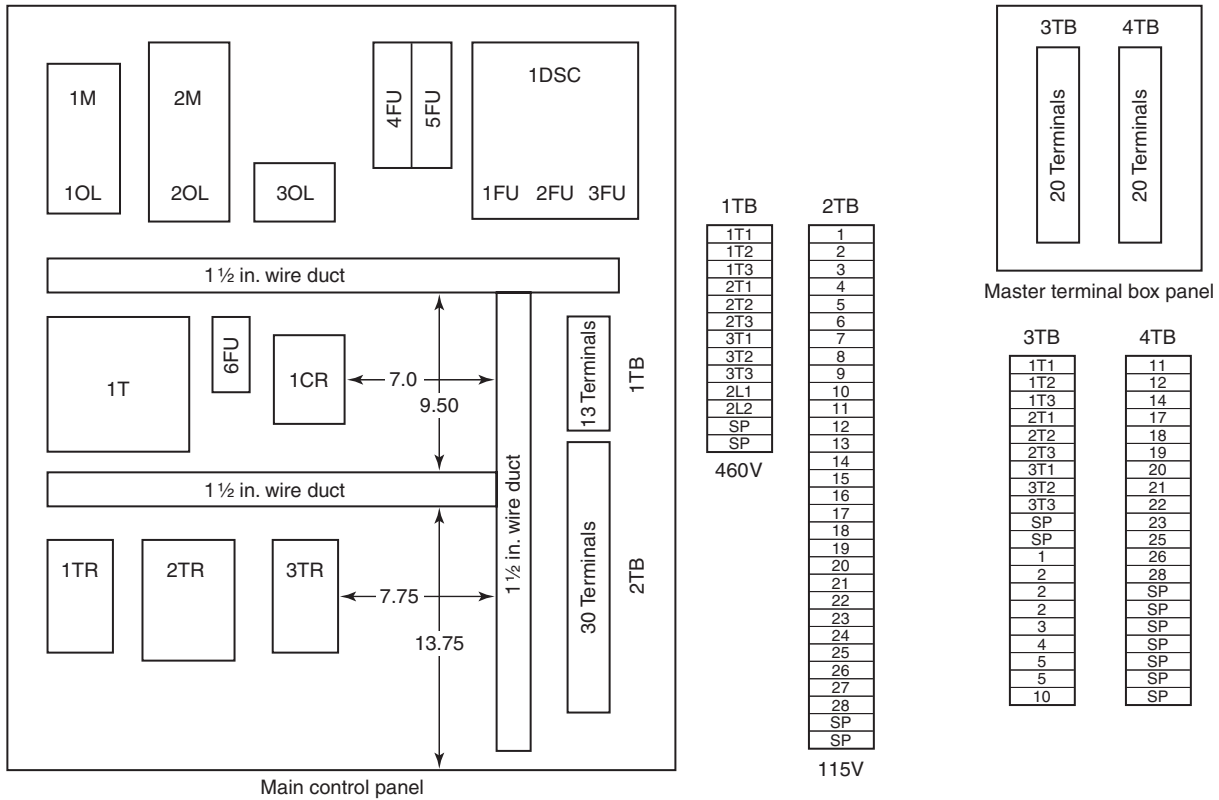 1M
1OL
2M
2OL
3OL
4FU
5FU
1DSC
1FU 2FU 3FU
1 ½ in. wire duct
1T
6FU
1CR
7.0
9.50
13 Terminals
1TB
1 ½ in. wire duct
1 ½ in. wire duct
1TR
2TR
3TR
7.75
13.75
30 Terminals
2TB
Main control panel
1TB
1T1
1T2
1T3
2T1
2T2
2T3
3T1
3T2
3T3
2L1
2L2
SP
SP
460V
2TB
1
2
3
4
5
6
7
8
9
10
11
12
13
14
15
16
17
18
19
20
21
22
23
24
25
26
27
28
SP
SP
115V
3TB
4TB
20 Terminals
20 Terminals
Master terminal box panel
3TB
1T1
1T2
1T3
2T1
2T2
2T3
3T1
3T2
3T3
SP
SP
1
2
2
2
3
4
5
5
10
4TB
11
12
14
17
18
19
20
21
22
23
25
26
28
SP
SP
SP
SP
SP
SP
SP